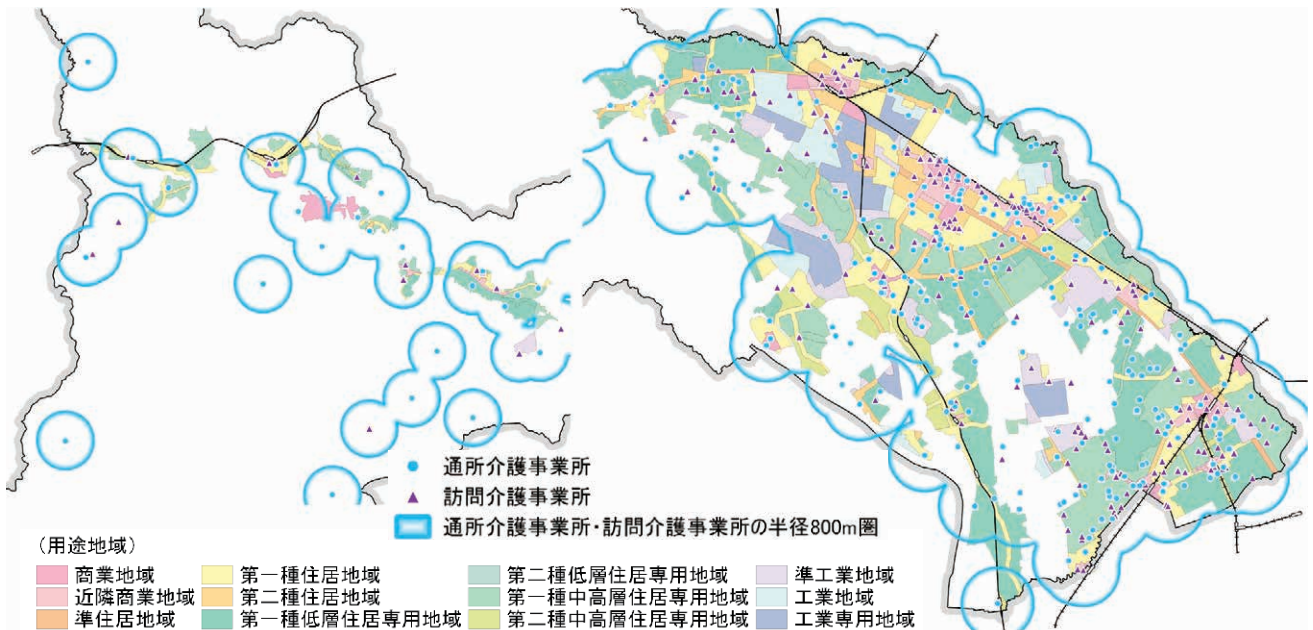 通所介護事業所
訪問介護事業所
通所介護事業所・訪問介護事業所の半径800m圏
（用途地域）
商業地域
第一種住居地域
第二種低層住居専用地域
準工業地域
近隣商業地域
第二種住居地域
第一種中高層住居専用地域
工業地域
準住居地域
第一種低層住居専用地域
第二種中高層住居専用地域
工業専用地域